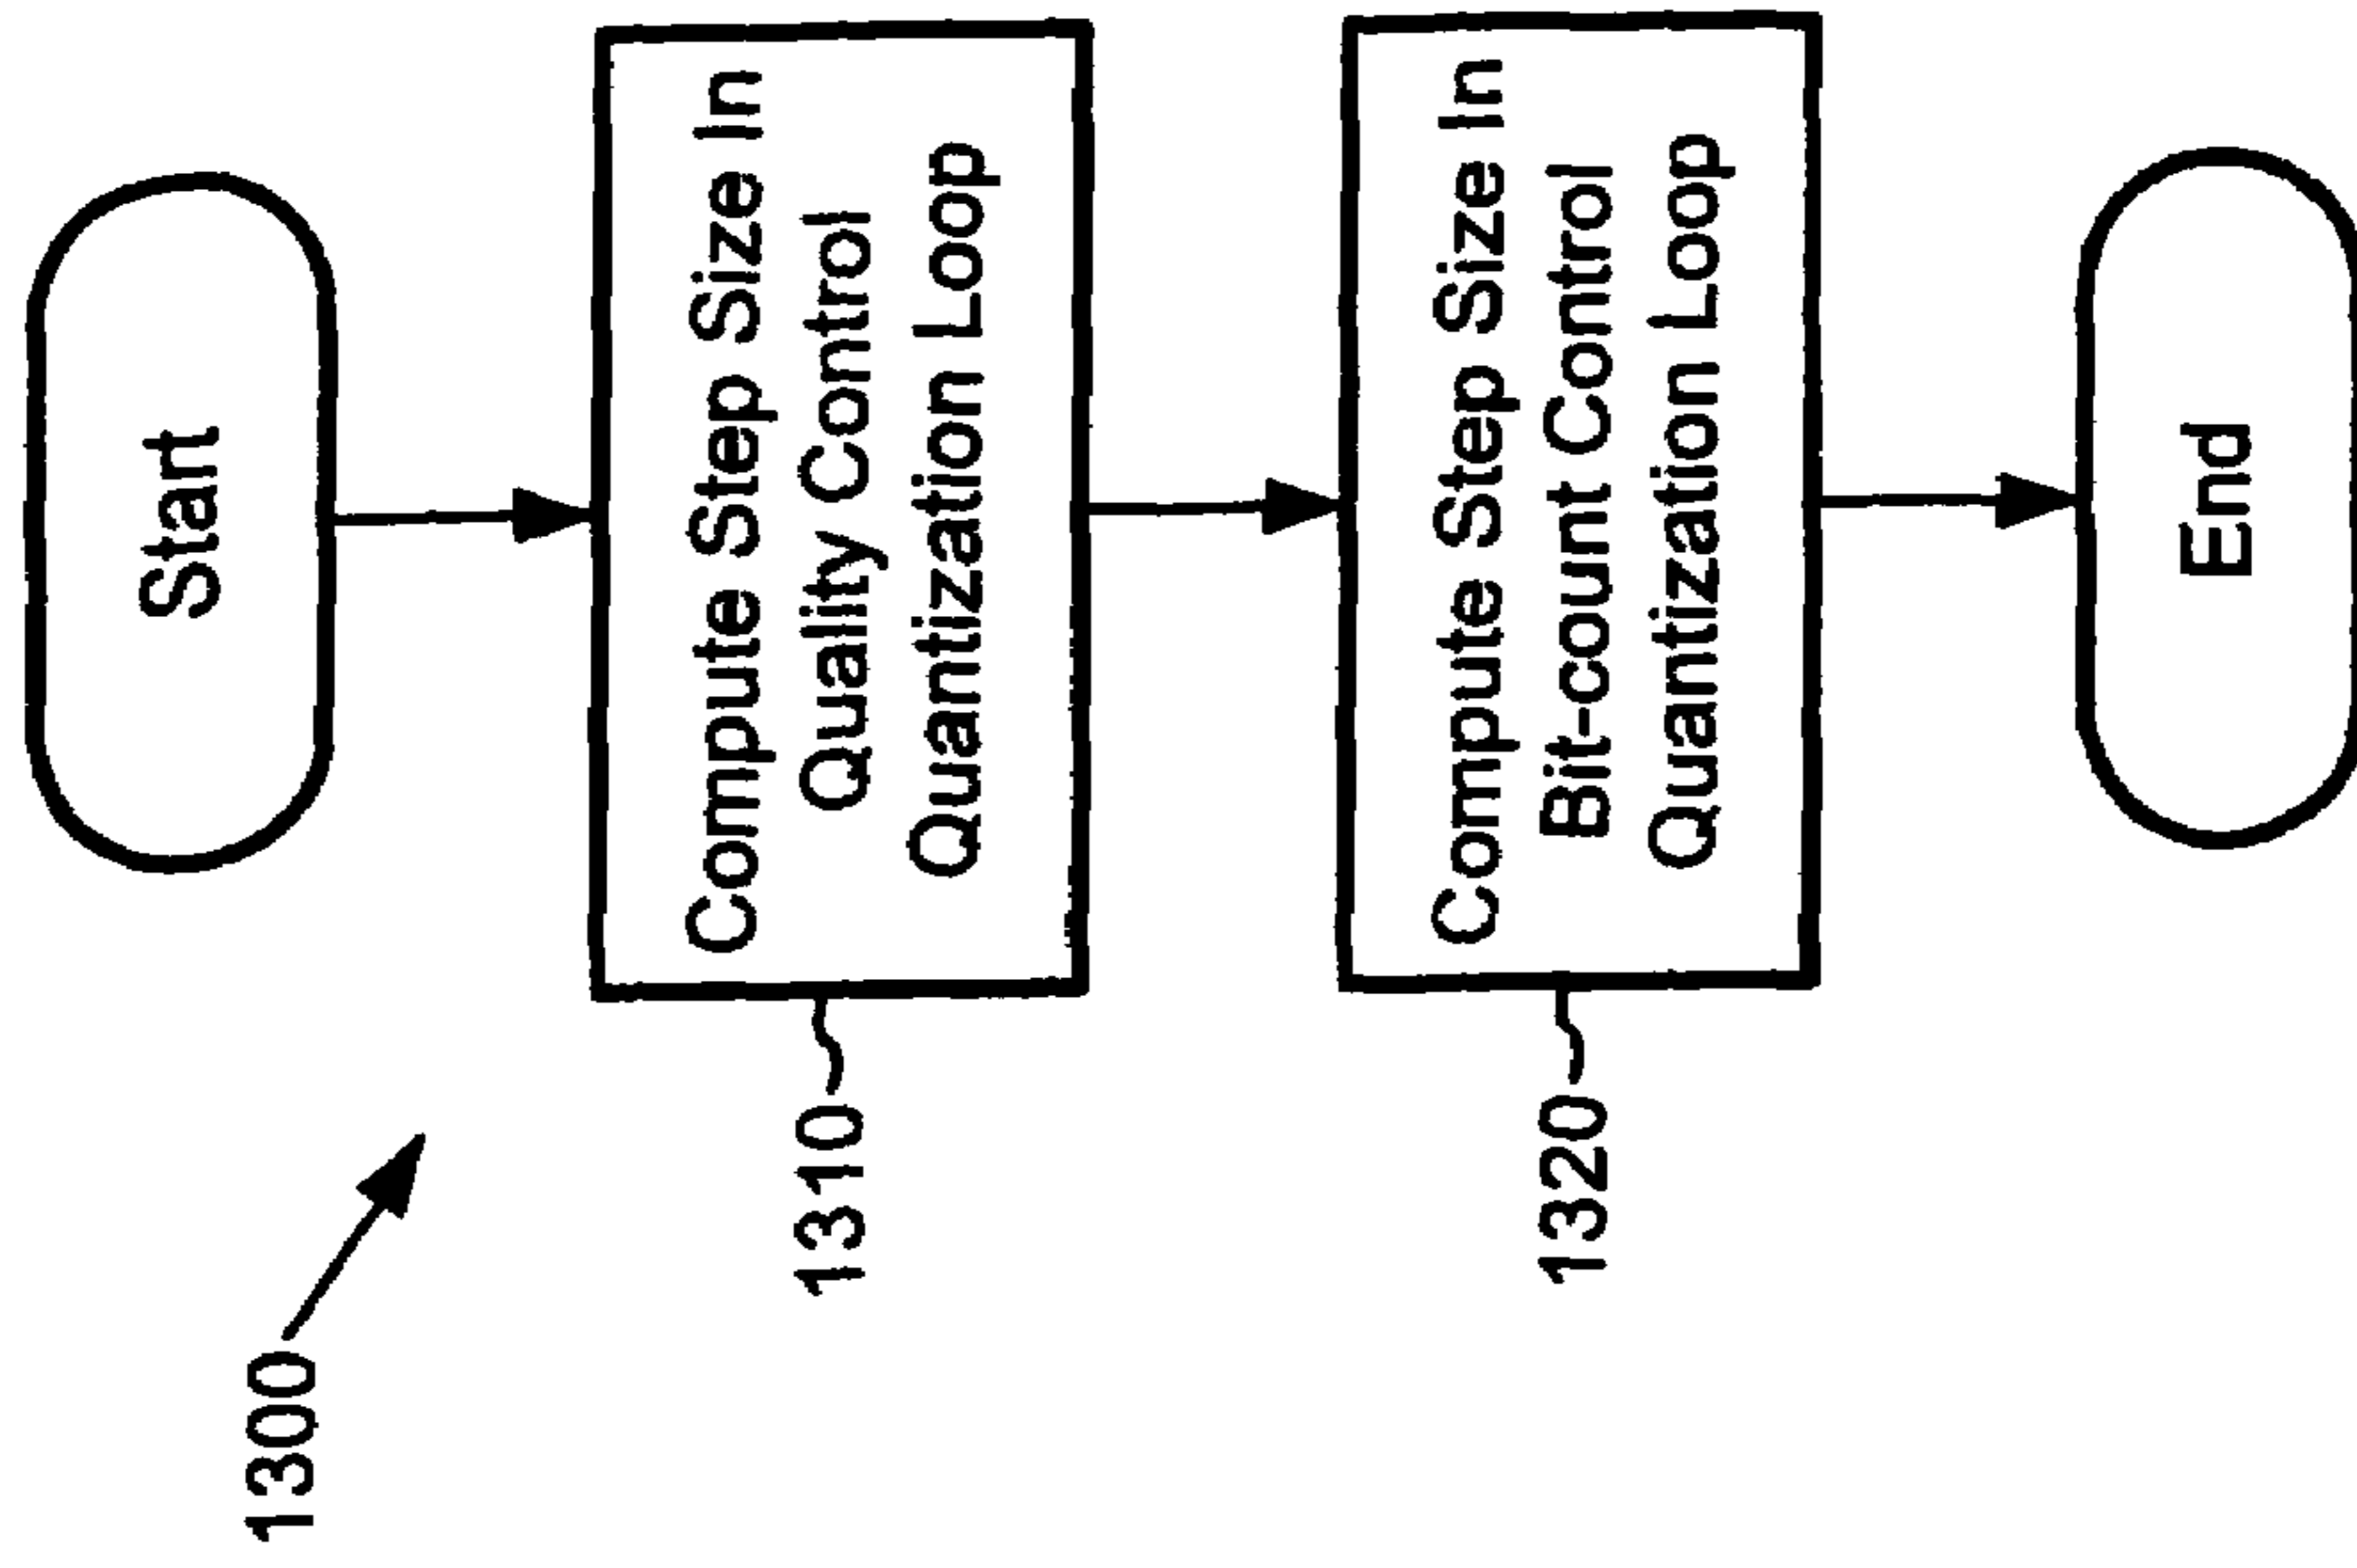 1300
Start
1310
Compute Step Size In
Quality Control
Quantization Loop
1320
Compute Step Size In
Bit-count Control
Quantization Loop
End